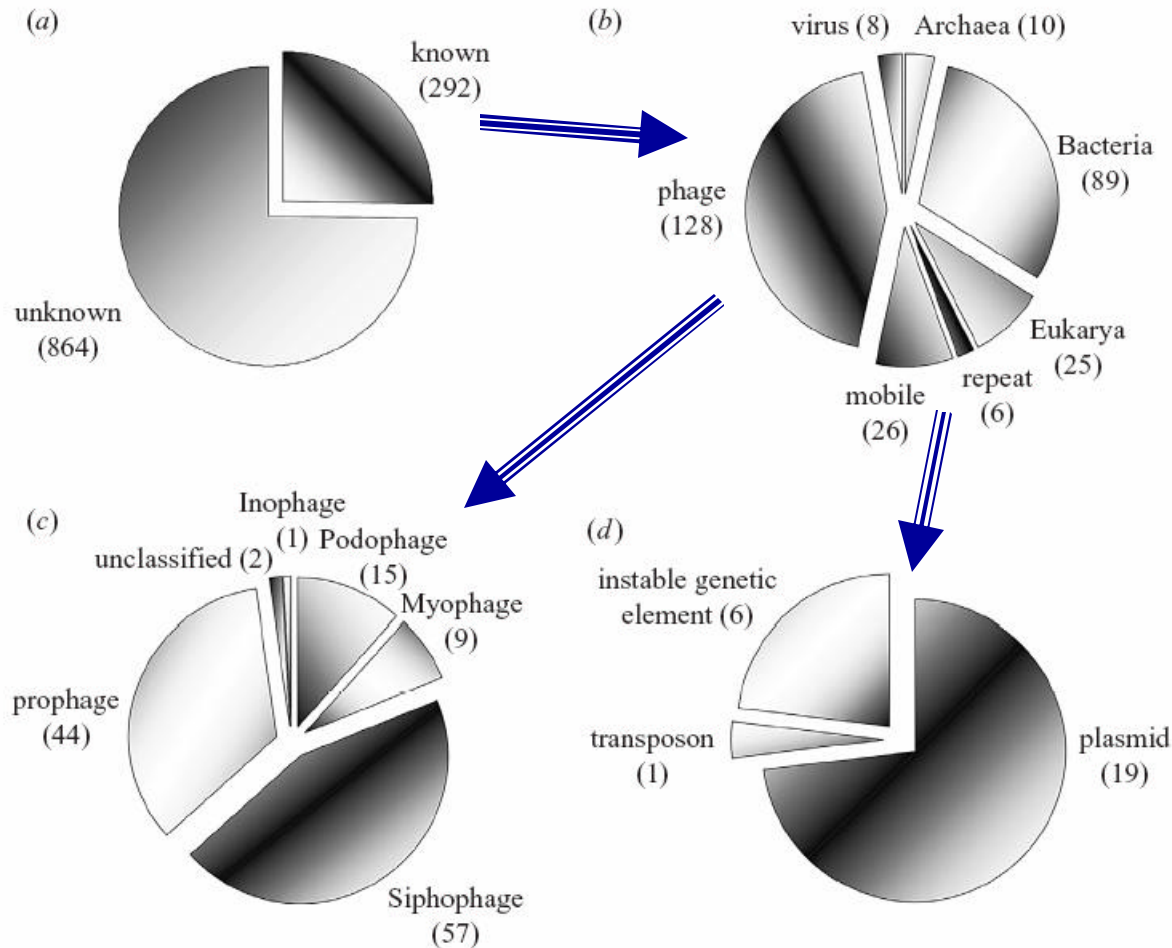 (a)
known
(292)
unknown
(864)
(b)
virus (8)
Archaea (10)
Bacteria
(89)
phage
(128)
Eukarya
(25)
repeat
(6)
mobile
(26)
(c)
Inophage
(1)
unclassified (2)
Podophage
(15)
Myophage
(9)
prophage
(44)
Siphophage
(57)
(d)
instable genetic
element (6)
transposon
(1)
plasmid
(19)